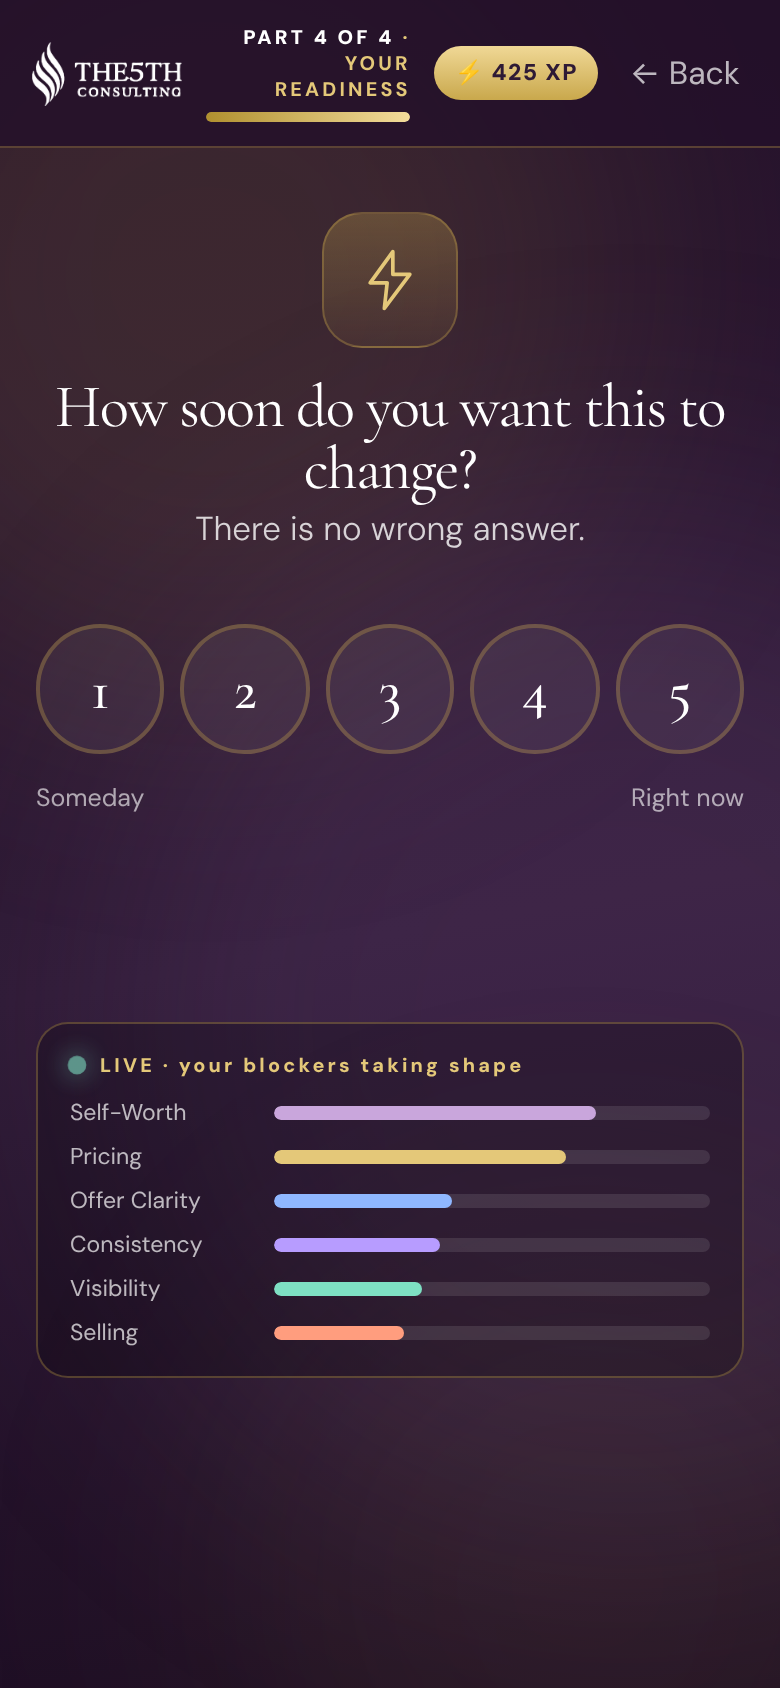 THE5TH
CONSULTING
PART 4 OF 4 ·
YOUR
READINESS
⚡ 425 XP
← Back
How soon do you want this to
change?
There is no wrong answer.
1 2 3 4 5
Someday Right now
LIVE · your blockers taking shape
Self-Worth
Pricing
Offer Clarity
Consistency
Visibility
Selling